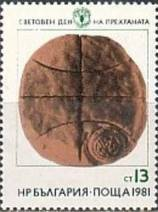 СВЕТОВЕН ДЕН НА ПРЕХРАНАТА
СТ 13
НР БЪЛГАРИЯ·ПОЩА 1981